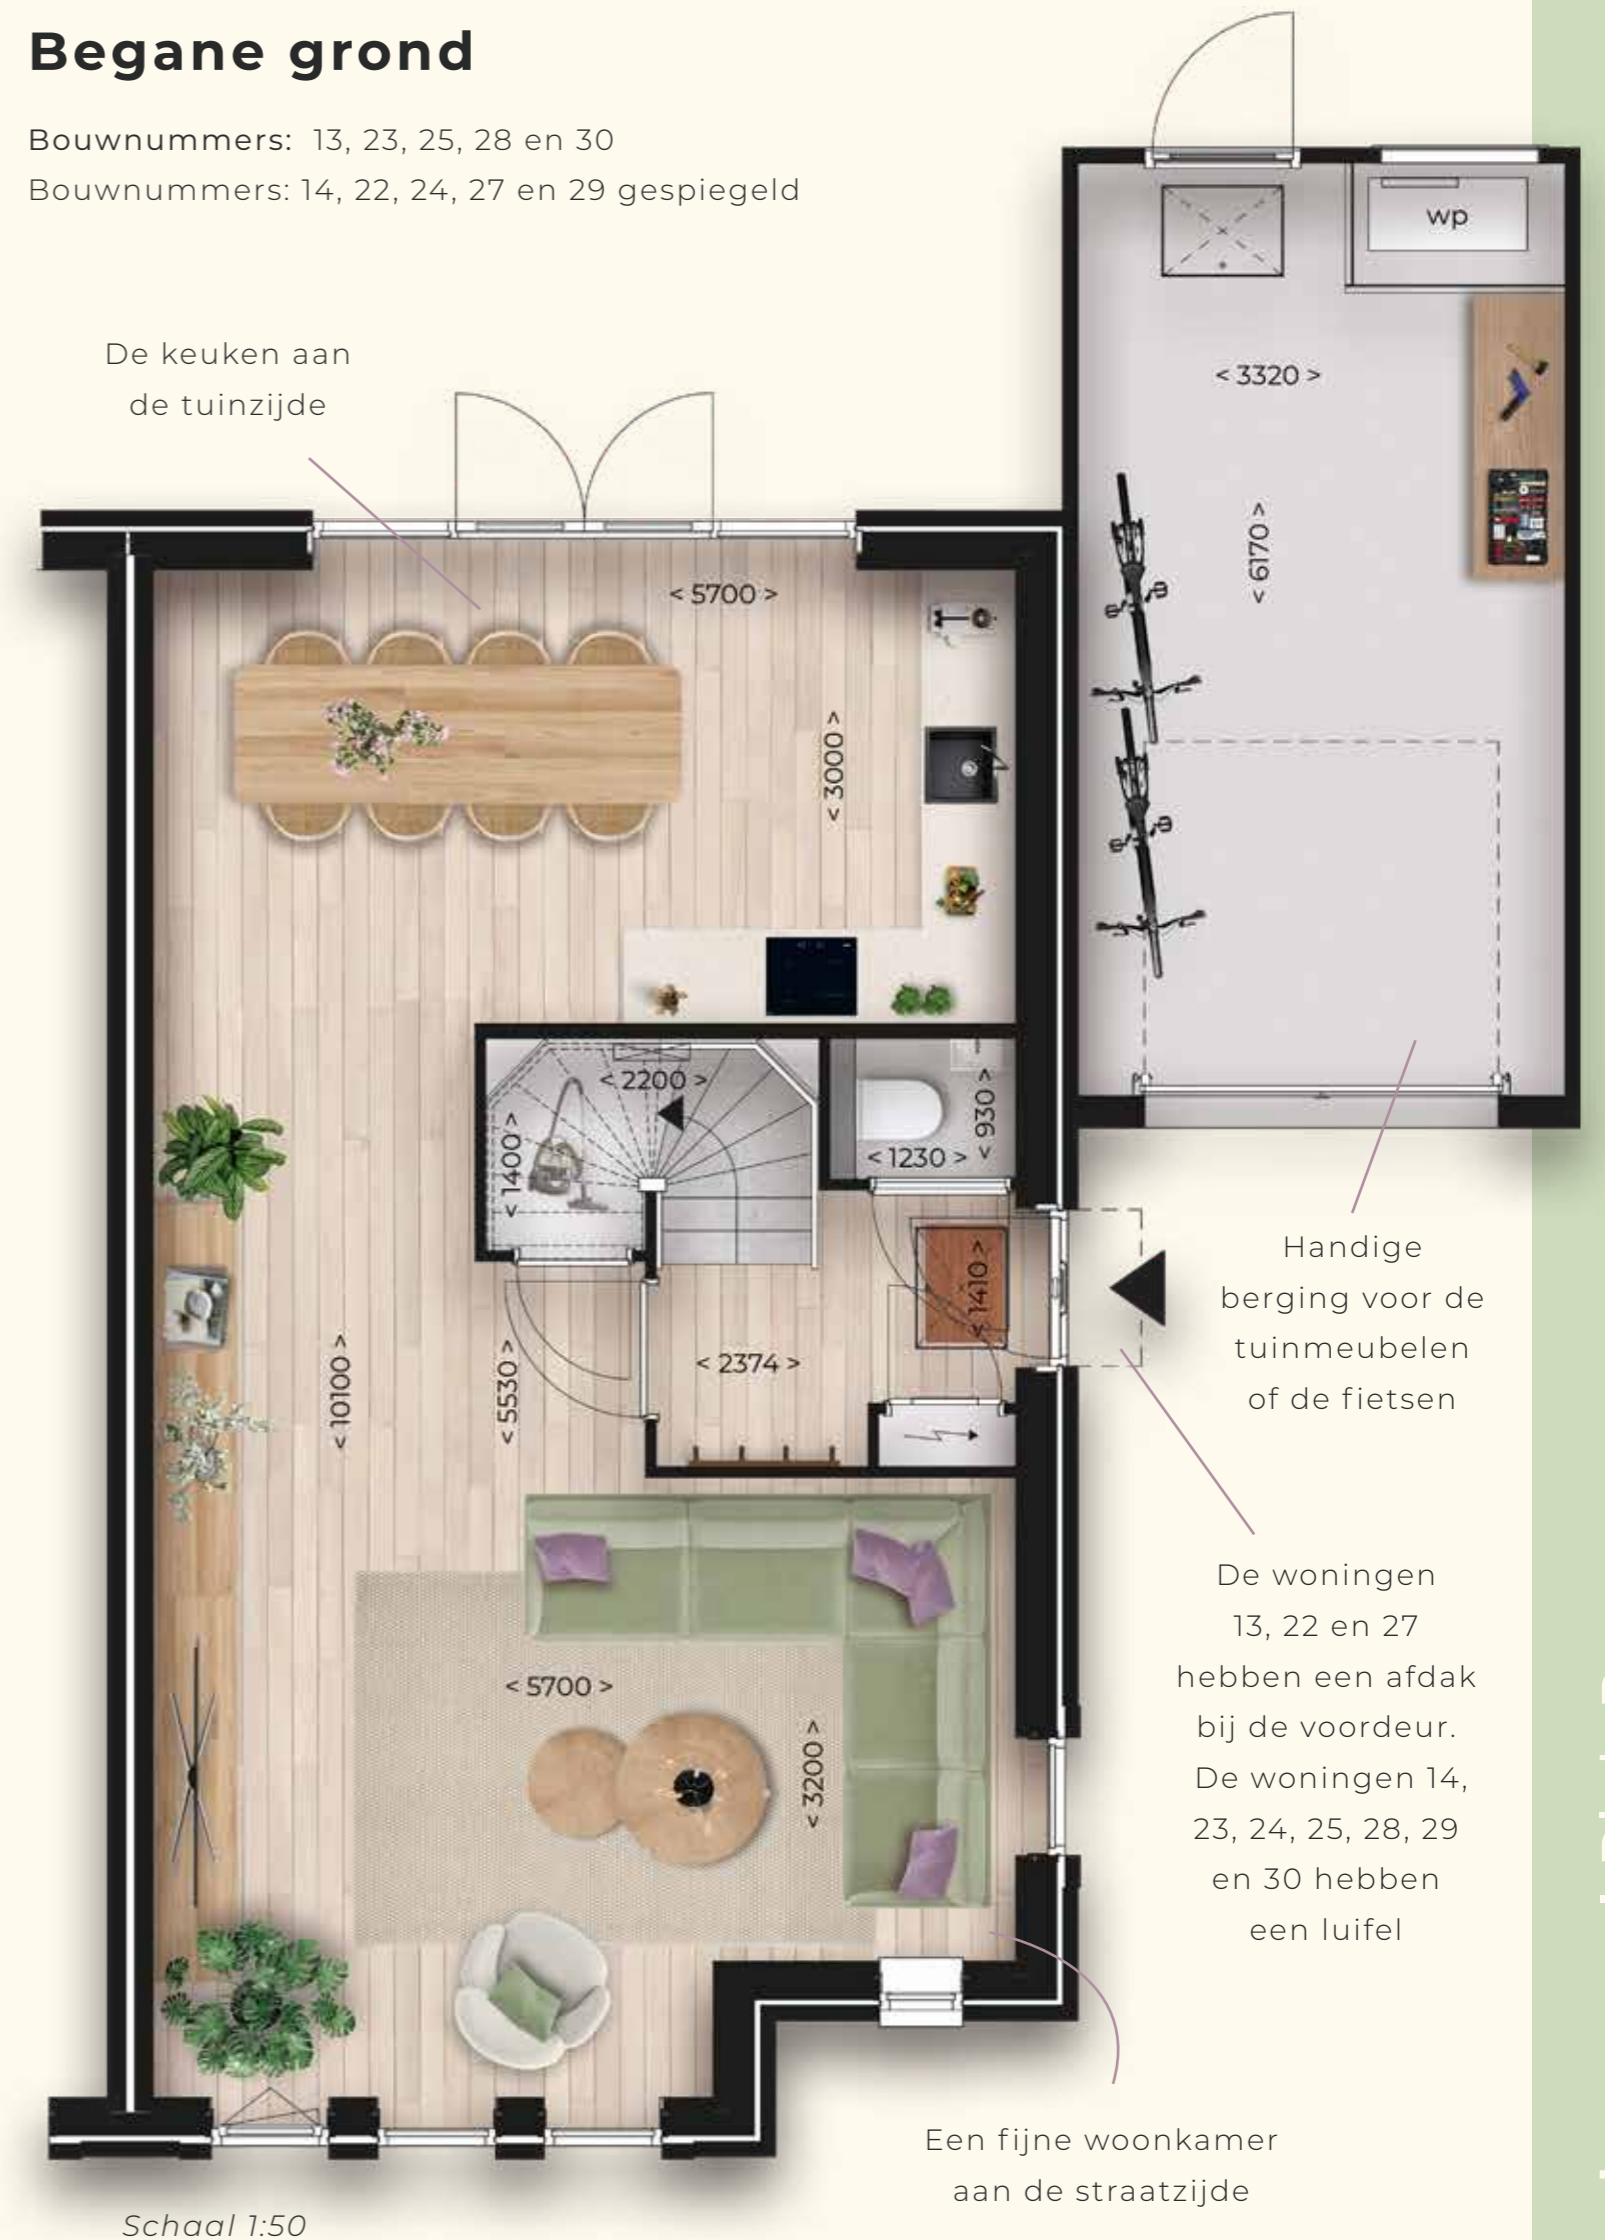 Begane grond
Bouwnummers: 13, 23, 25, 28 en 30
Bouwnummers: 14, 22, 24, 27 en 29 gespiegeld
wp
De keuken aan
de tuinzijde
< 3320 >
< 6170 >
< 5700 >
< 3000 >
< 2200 >
< 1400 >
< 930 >
< 1230 >
< 1410 >
< 2374 >
< 10100 >
< 5530 >
Handige
berging voor de
tuinmeubelen
of de fietsen
De woningen
13, 22 en 27
hebben een afdak
bij de voordeur.
De woningen 14,
23, 24, 25, 28, 29
en 30 hebben
een luifel
< 5700 >
< 3200 >
Een fijne woonkamer
aan de straatzijde
Schaal 1:50